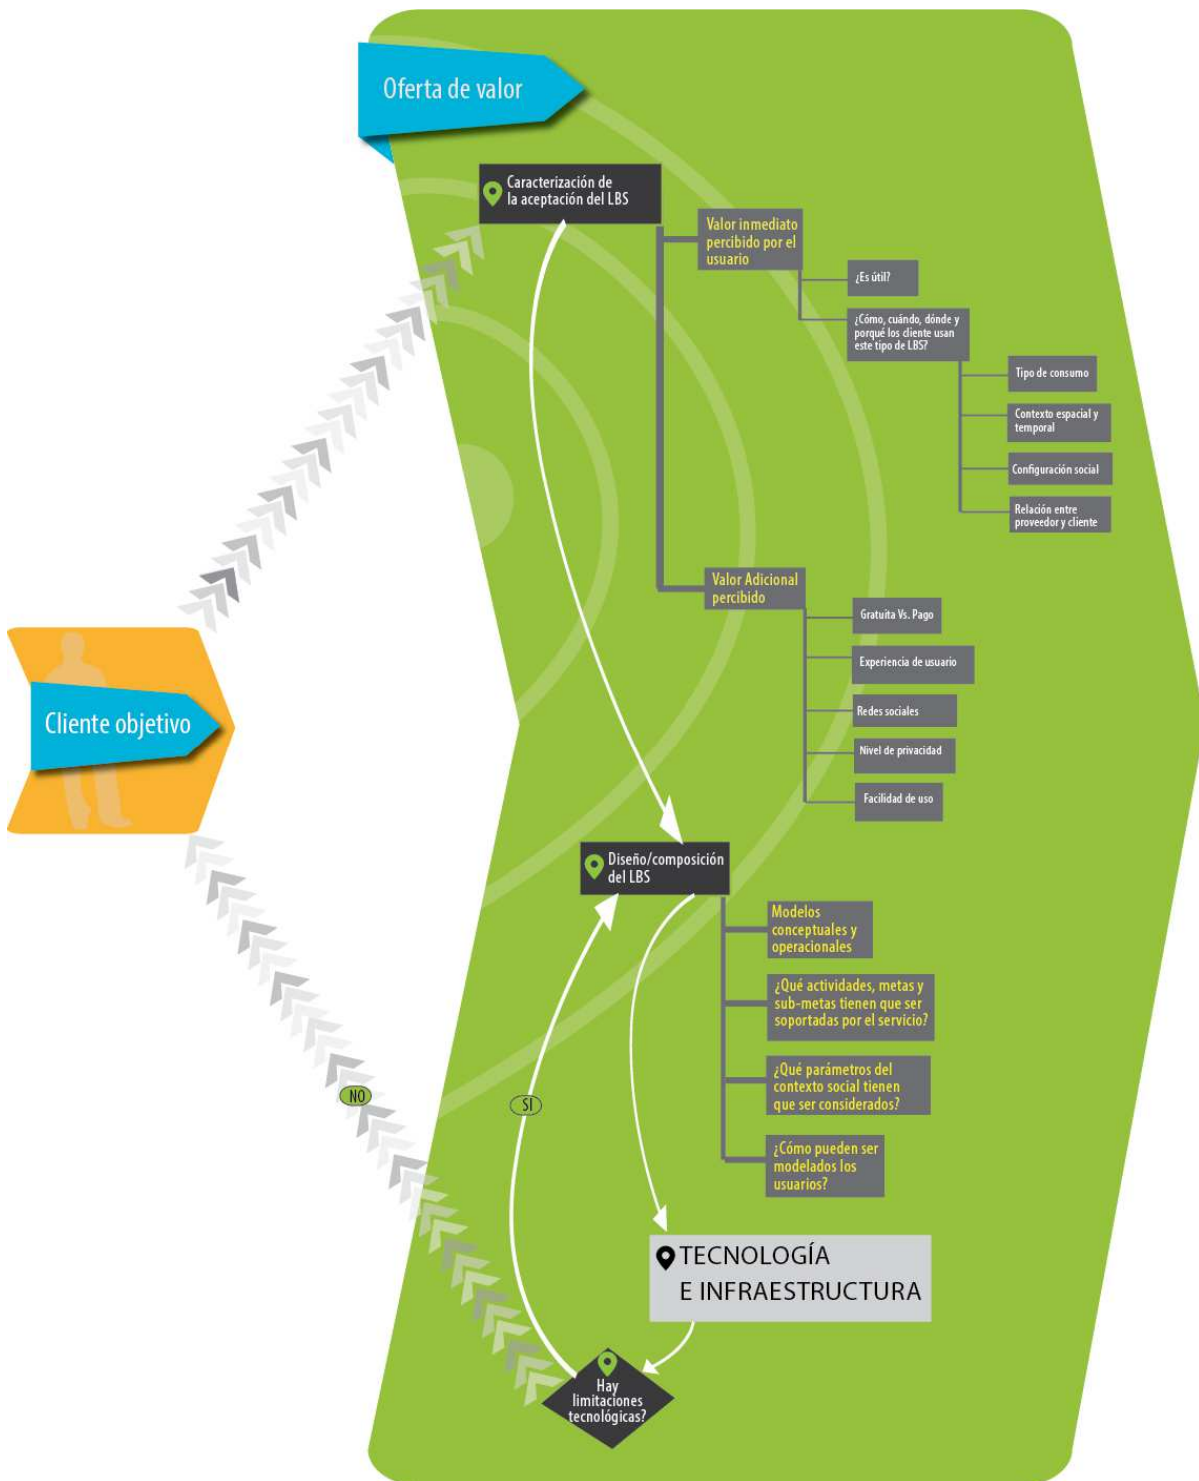 Oferta de valor
Caracterización de
la aceptación del LBS
Valor inmediato
percibido por el
usuario
¿Es útil?
¿Cómo, cuándo, dónde y
porqué los cliente usan
este tipo de LBS?
Tipo de consumo
Contexto espacial y
temporal
Configuración social
Relación entre
proveedor y cliente
Valor Adicional
percibido
Gratuita Vs. Pago
Experiencia de usuario
Redes sociales
Nivel de privacidad
Facilidad de uso
Cliente objetivo
Diseño/composición
del LBS
Modelos
conceptuales y
operacionales
¿Qué actividades, metas y
sub-metas tienen que ser
soportadas por el servicio?
¿Qué parámetros del
contexto social tienen
que ser considerados?
¿Cómo pueden ser
modelados los
usuarios?
NO
SI
TECNOLOGÍA
E INFRAESTRUCTURA
Hay
limitaciones
tecnológicas?